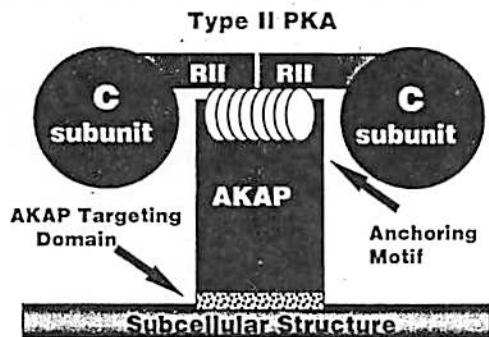 Type II PKA
RII RII
C
subunit
C
subunit
AKAP
AKAP Targeting
Domain
Anchoring
Motif
Subcellular Structure